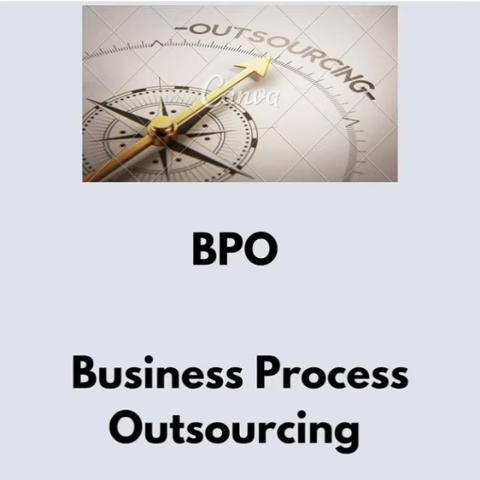 -OUTSOURCING-
Canva
BPO
Business Process
Outsourcing